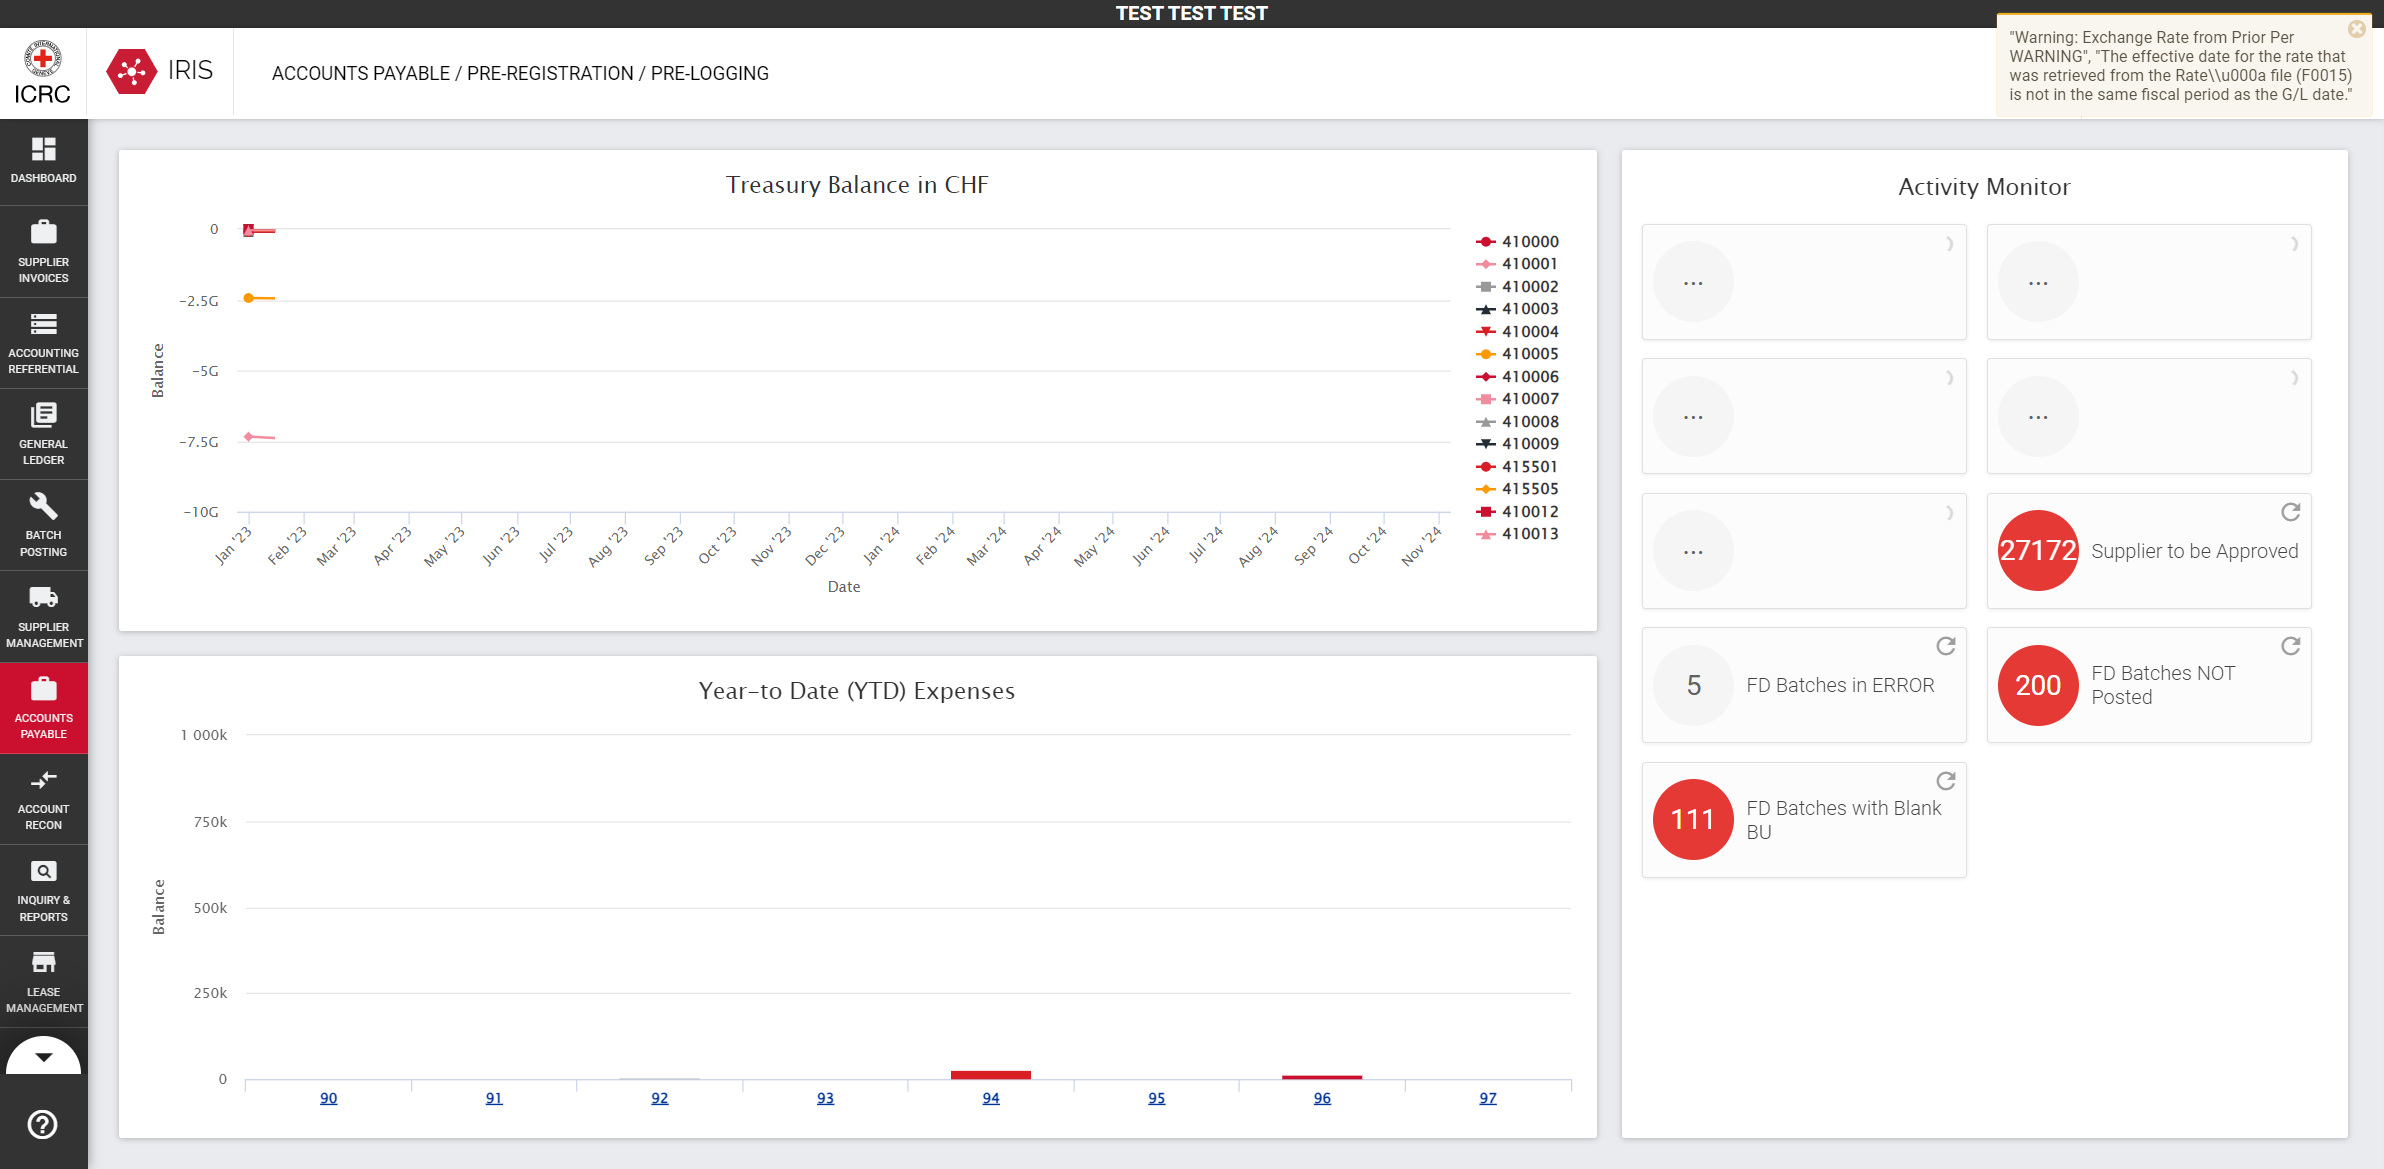 TEST TEST TEST
ICRC
IRIS
ACCOUNTS PAYABLE / PRE-REGISTRATION / PRE-LOGGING
"Warning: Exchange Rate from Prior Per
WARNING", "The effective date for the rate that
was retrieved from the Rate\\u000a file (F0015)
is not in the same fiscal period as the G/L date."
DASHBOARD
SUPPLIER
INVOICES
ACCOUNTING
REFERENTIAL
GENERAL
LEDGER
BATCH
POSTING
SUPPLIER
MANAGEMENT
ACCOUNTS
PAYABLE
ACCOUNT
RECON
INQUIRY &
REPORTS
LEASE
MANAGEMENT
Treasury Balance in CHF
0
−2.5G
−5G
−7.5G
−10G
Balance
Jan '23
Feb '23
Mar '23
Apr '23
May '23
Jun '23
Jul '23
Aug '23
Sep '23
Oct '23
Nov '23
Dec '23
Jan '24
Feb '24
Mar '24
Apr '24
May '24
Jun '24
Jul '24
Aug '24
Sep '24
Oct '24
Nov '24
Date
410000
410001
410002
410003
410004
410005
410006
410007
410008
410009
415501
415505
410012
410013
Year-to Date (YTD) Expenses
1 000k
750k
500k
250k
0
Balance
90
91
92
93
94
95
96
97
Activity Monitor
...
...
...
...
...
27172
Supplier to be Approved
5
FD Batches in ERROR
200
FD Batches NOT
Posted
111
FD Batches with Blank
BU